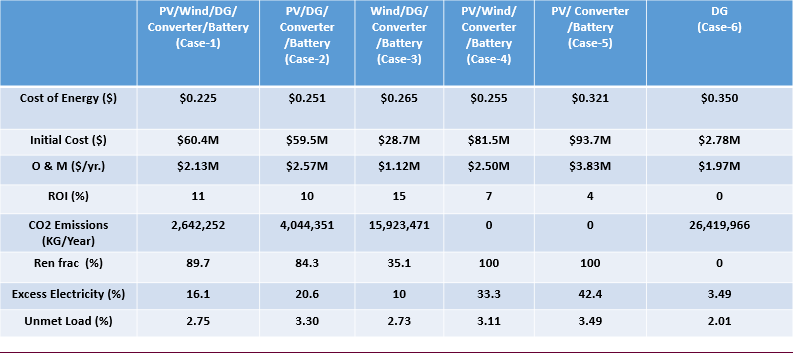 PV/Wind/DG/ PV/DG/ Wind/DG/ PV/Wind/ PV/ Converter DG
Converter/Battery Converter Converter Converter /Battery (Case-6)
(Case-1) /Battery /Battery /Battery (Case-5)
(Case-2) (Case-3) (Case-4)
Cost of Energy ($) $0.225 $0.251 $0.265 $0.255 $0.321 $0.350
Initial Cost ($) $60.4M $59.5M $28.7M $81.5M $93.7M $2.78M
O & M ($/yr.) $2.13M $2.57M $1.12M $2.50M $3.83M $1.97M
ROI (%) 11 10 15 7 4 0
CO2 Emissions 2,642,252 4,044,351 15,923,471 0 0 26,419,966
(KG/Year)
Ren frac (%) 89.7 84.3 35.1 100 100 0
Excess Electricity (%) 16.1 20.6 10 33.3 42.4 3.49
Unmet Load (%) 2.75 3.30 2.73 3.11 3.49 2.01